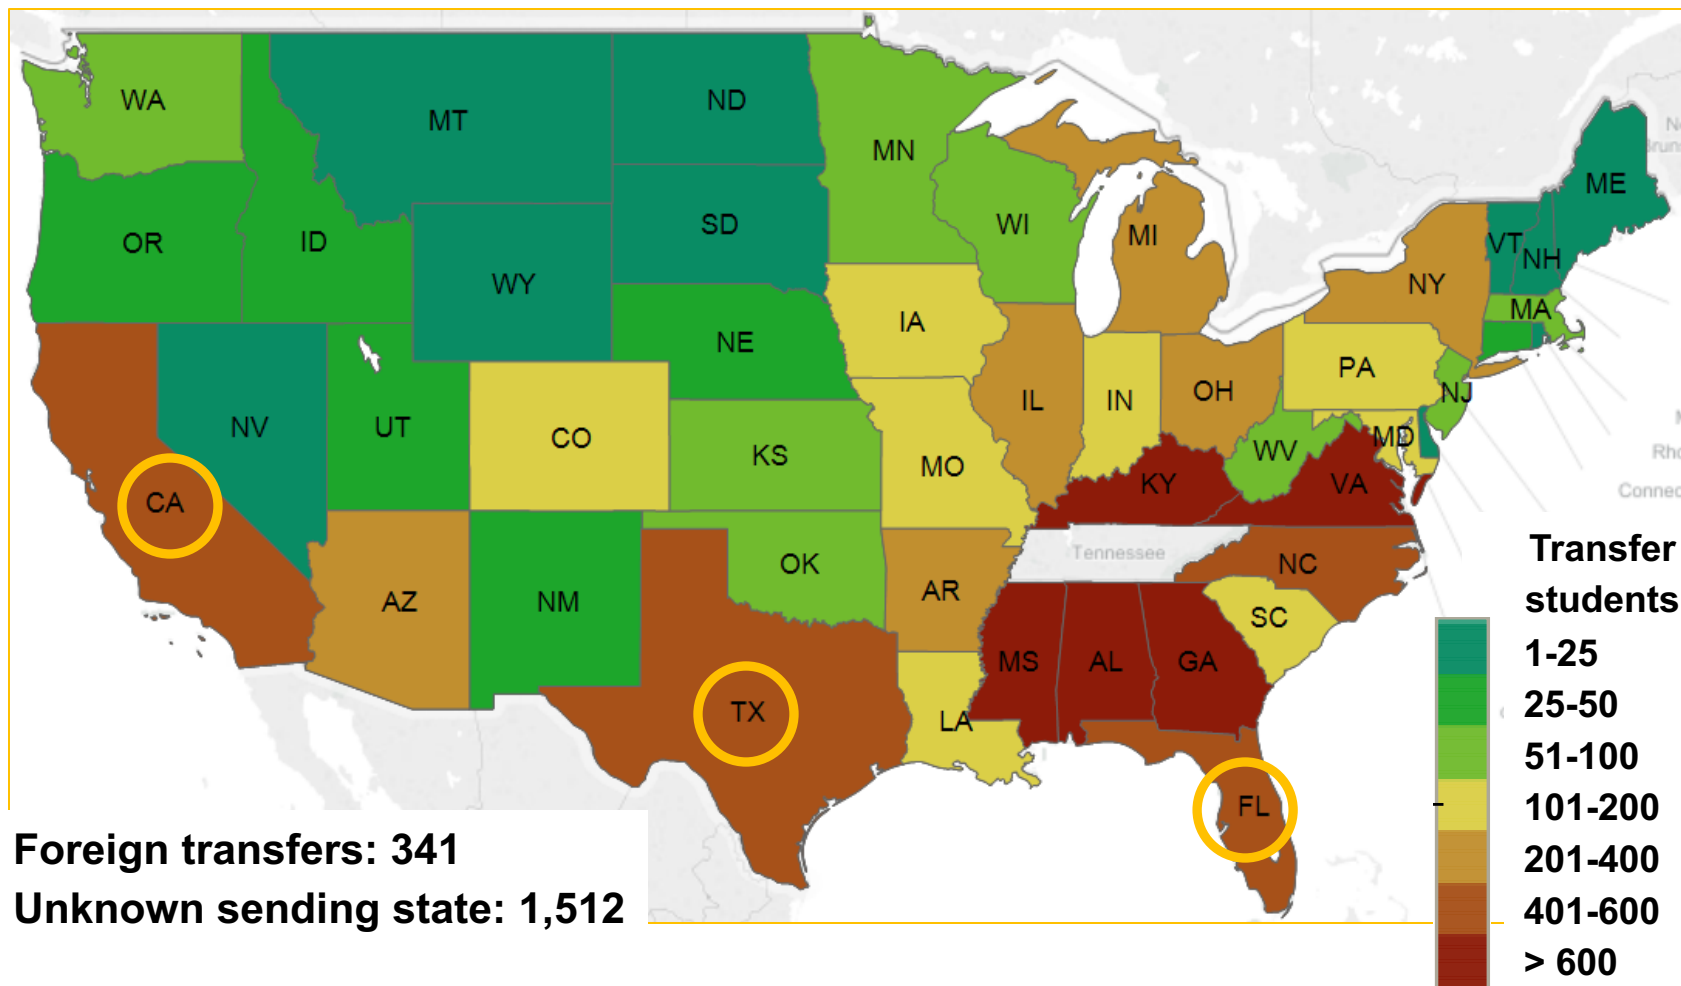 WA
MT
ND
MN
ME
OR
ID
SD
WI
MI
VT
NH
WY
NY
MA
IA
NE
PA
NV
UT
CO
IL
IN
OH
NJ
KS
MO
WV
MD
CA
KY
VA
Tennessee
OK
NC
AZ
NM
AR
SC
MS
AL
GA
TX
LA
FL
Transfer
students
1-25
25-50
51-100
101-200
201-400
401-600
> 600
Foreign transfers: 341
Unknown sending state: 1,512